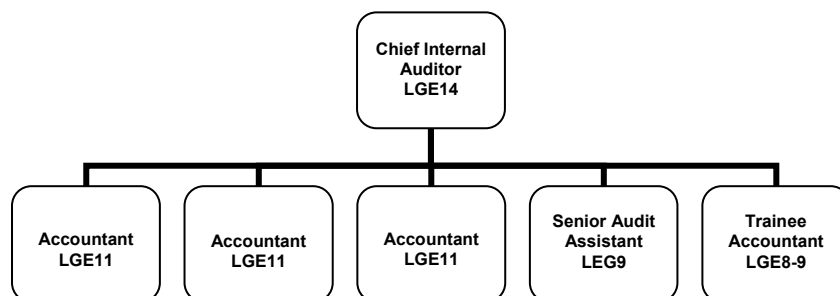 Chief Internal
Auditor
LGE14
Accountant
LGE11
Accountant
LGE11
Accountant
LGE11
Senior Audit
Assistant
LEG9
Trainee
Accountant
LGE8-9